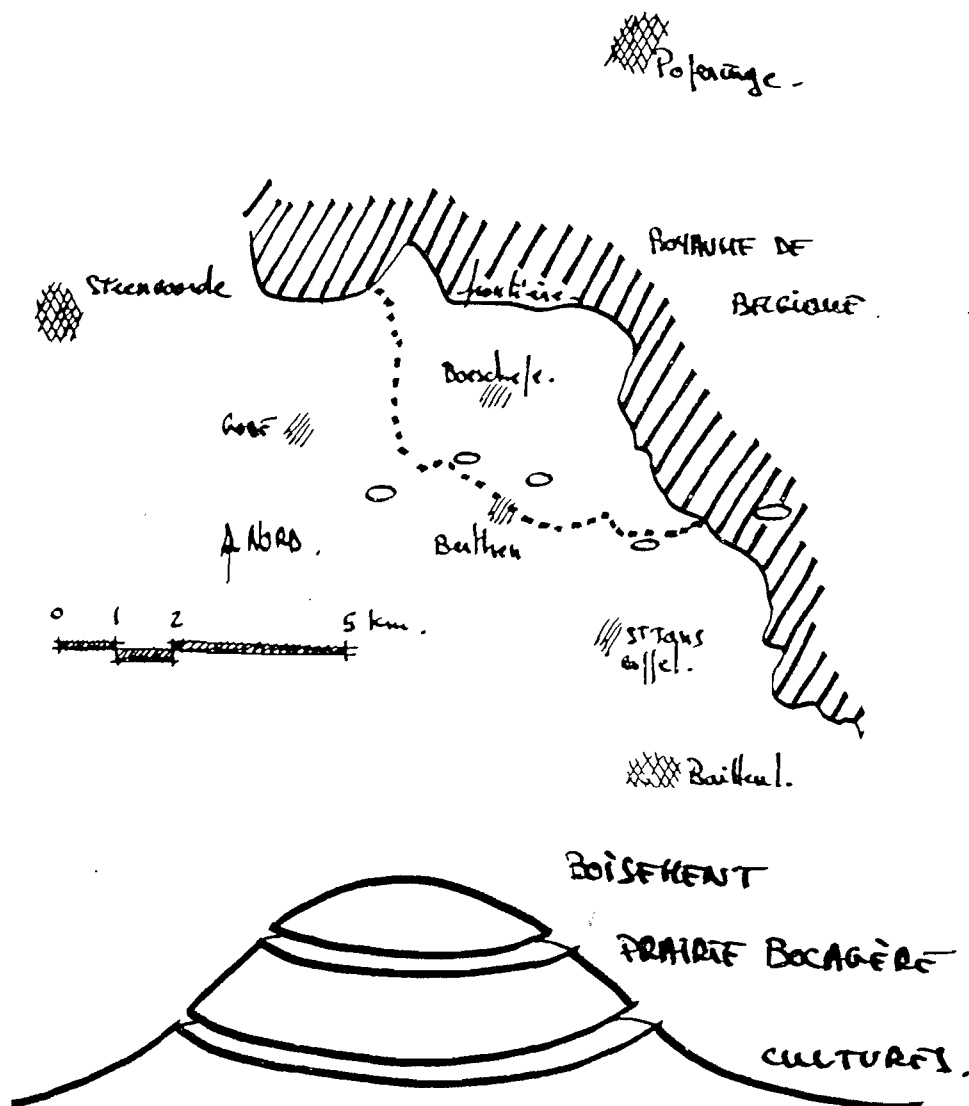 Poperinge.
ROYAUME DE
BELGIQUE.
Steenvoorde
frontière
Boeschepe.
GODE
NORD.
Berthen
0 1 2 5 km.
ST Jans
Cappel.
Bailleul.
BOISEMENT
PRAIRIE BOCAGÈRE
CULTURES.